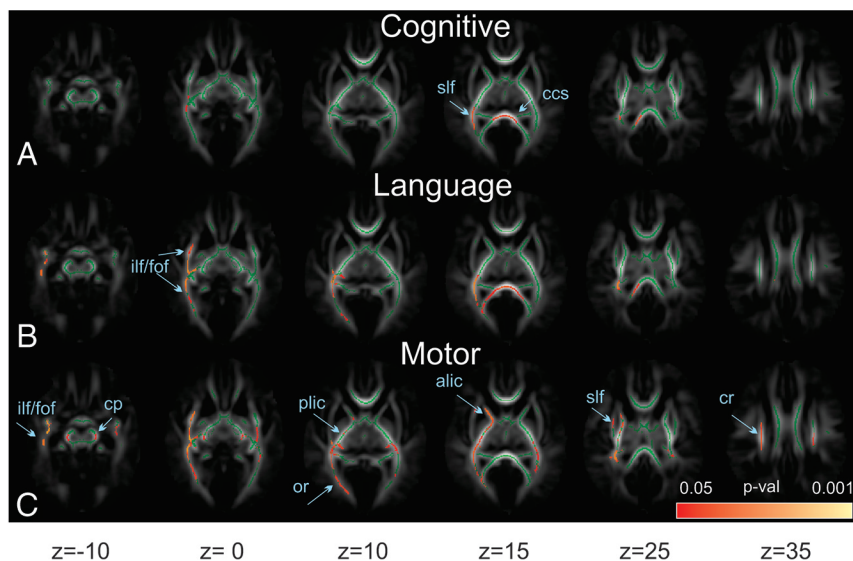 Cognitive
slf
ccs
A
Language
ilf/fof
B
Motor
ilf/fof
cp
plic
alic
slf
cr
or
C
0.05 p-val 0.001
z=-10 z= 0 z=10 z=15 z=25 z=35